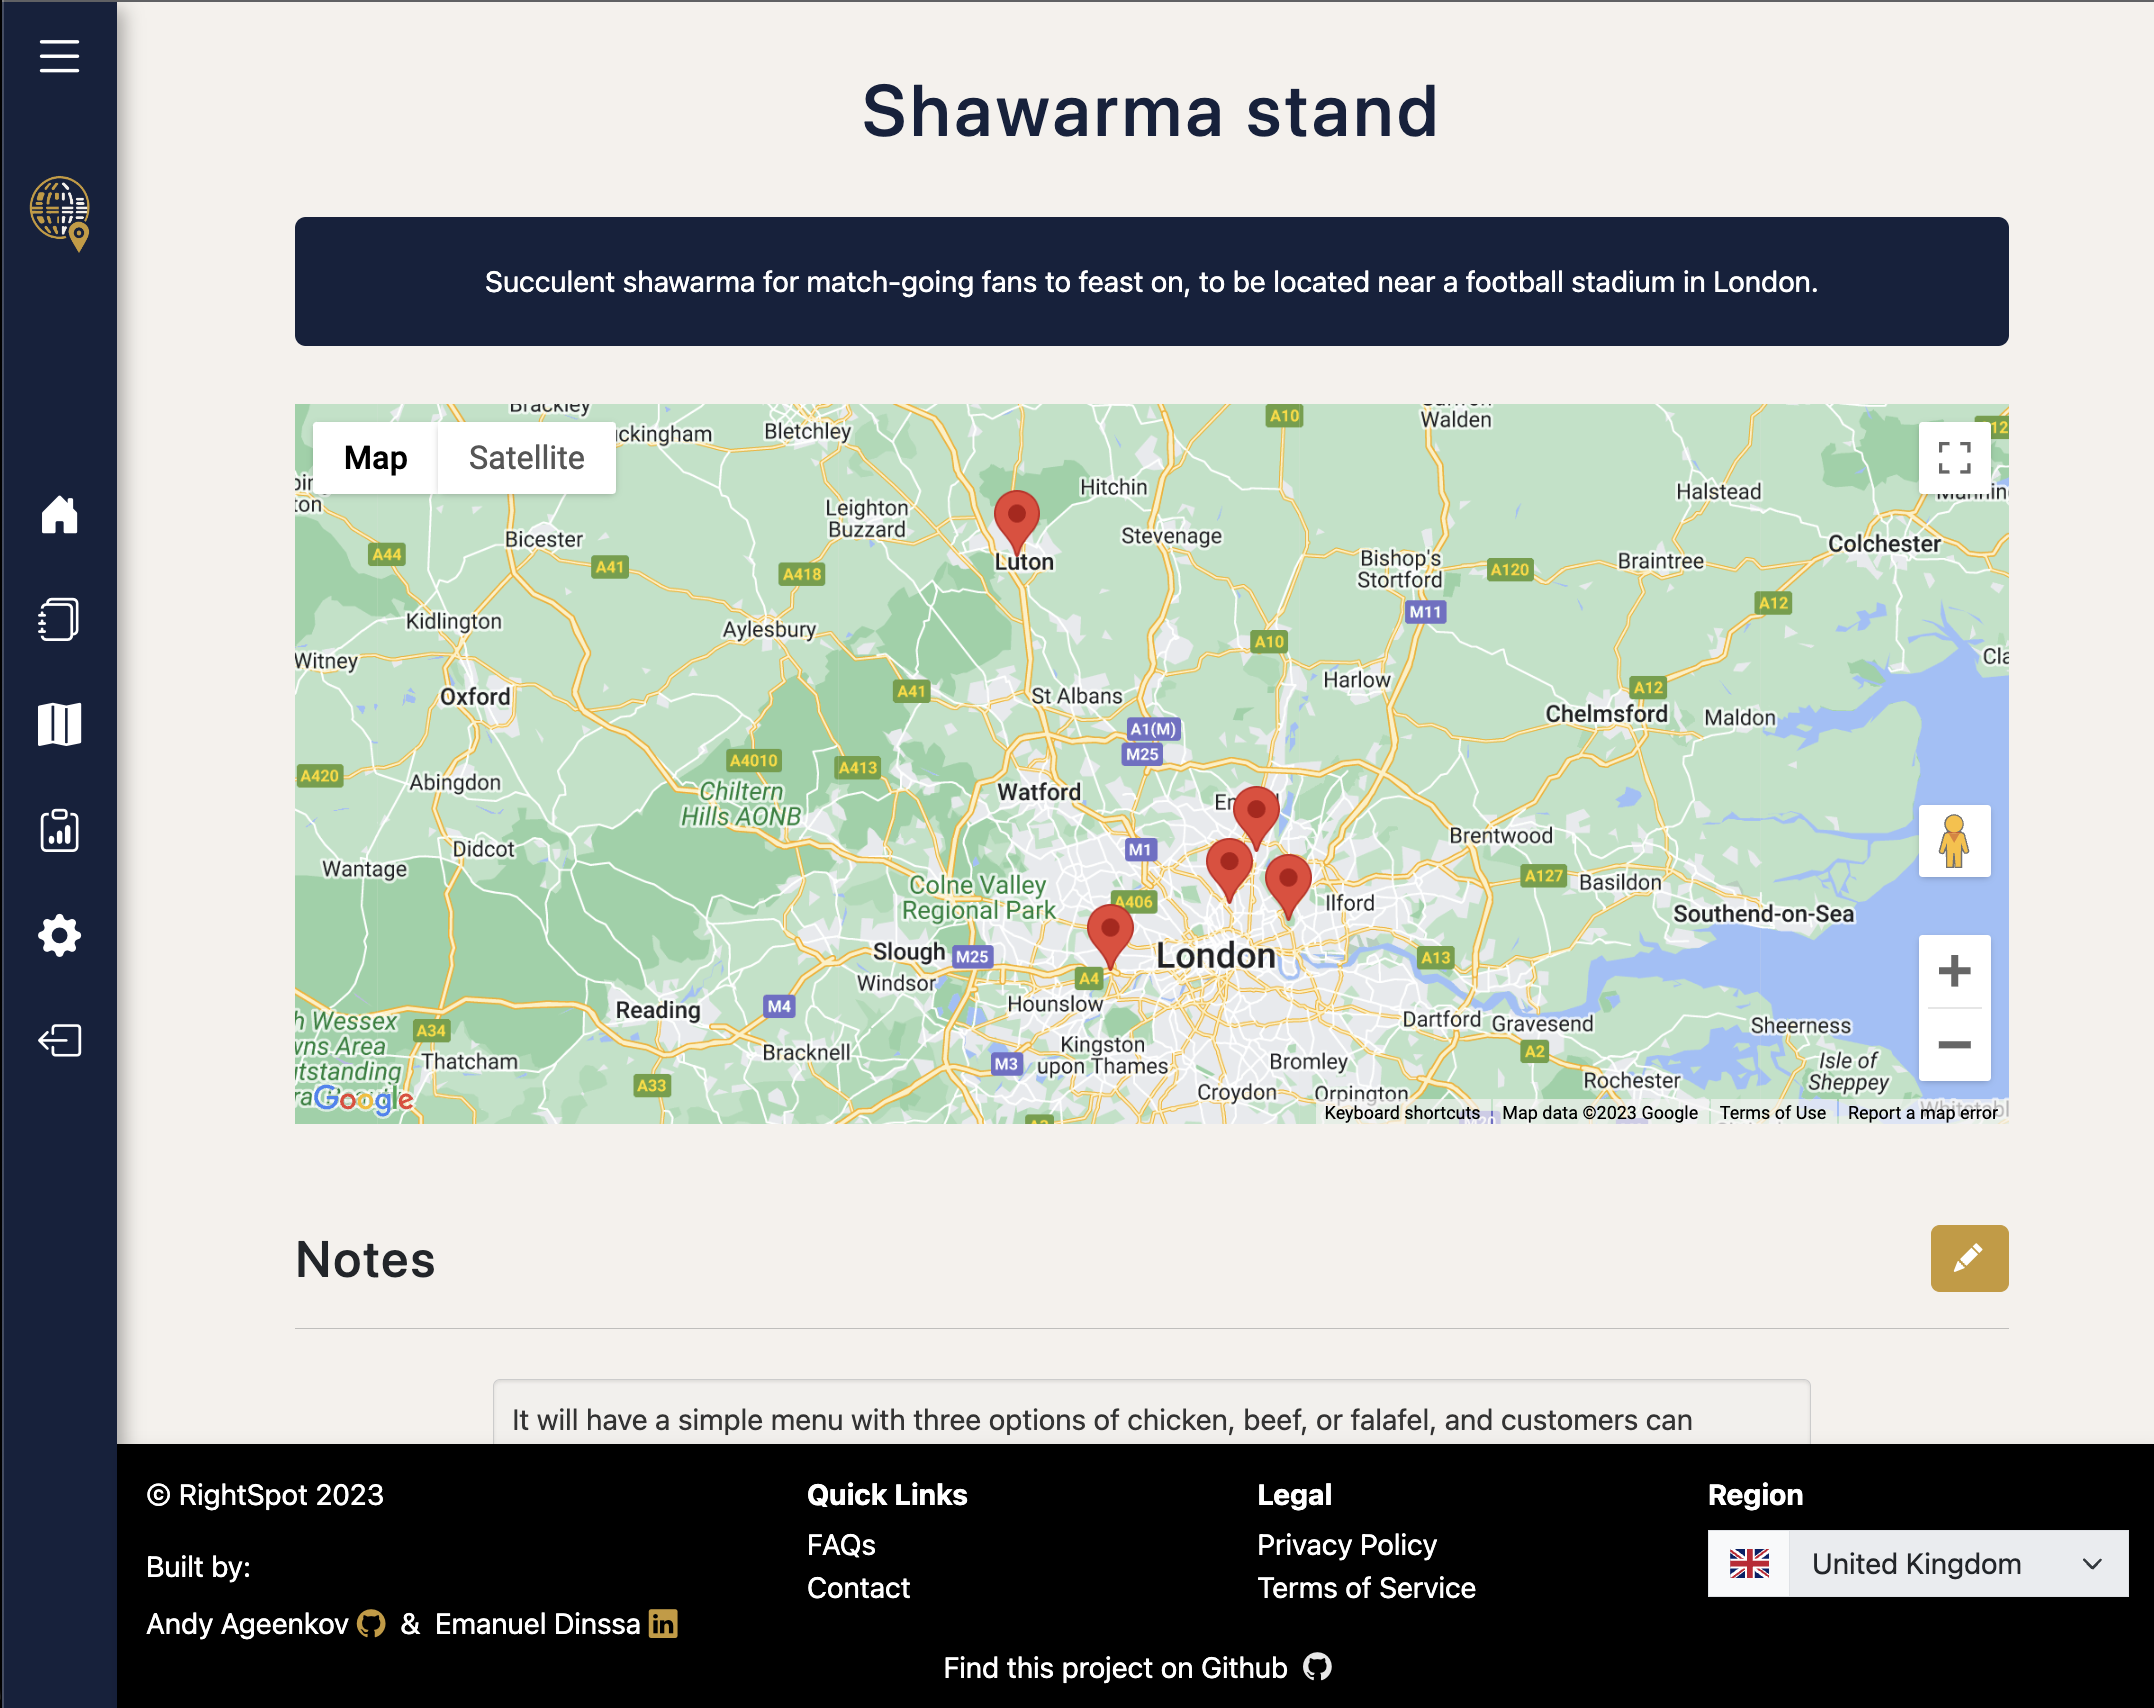 Shawarma stand
Succulent shawarma for match-going fans to feast on, to be located near a football stadium in London.
Map
Satellite
Brackley
Bletchley
A10
Walden
Hitchin
Halstead
Leighton
Buzzard
Stevenage
Bicester
A44
A41
A418
Luton
Bishop's
Stortford
A120
Braintree
Colchester
M11
A12
Kidlington
Aylesbury
A10
Witney
Oxford
A41
St Albans
Harlow
A12
Chelmsford
Maldon
A1(M)
M25
A4010
A413
A420
Abingdon
Chiltern
Hills AONB
Watford
Brentwood
M1
Didcot
Wantage
Colne Valley
Regional Park
A406
Ilford
A127
Basildon
Southend-on-Sea
Slough
M25
London
A13
A4
Windsor
Hounslow
Reading
M4
A34
Dartford
Gravesend
Sheerness
Thatcham
Bracknell
Kingston
upon Thames
M3
Bromley
A2
Isle of
Sheppey
A33
Croydon
Orpington
Rochester
Google
Keyboard shortcuts
Map data ©2023 Google
Terms of Use
Report a map error
Notes
It will have a simple menu with three options of chicken, beef, or falafel, and customers can
© RightSpot 2023
Built by:
Andy Ageenkov & Emanuel Dinssa
Quick Links
FAQs
Contact
Legal
Privacy Policy
Terms of Service
Region
United Kingdom
Find this project on Github